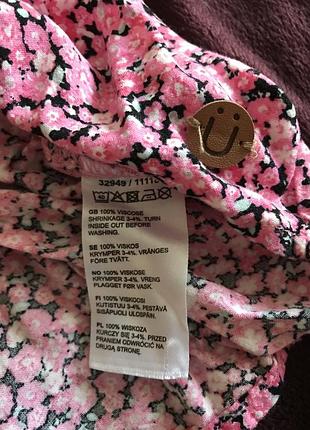 32949 / 1111
GB 100% VISCOSE
SHRINKAGE 3-4%. TURN
INSIDE OUT BEFORE
WASHING.
SE 100% VISKOS
KRYMPER 3-4%. VRÄNGES
FÖRE TVÄTT.
NO 100% VISKOSE
KRYMPER 3-4%. VRENG
PLAGGET FØR VASK.
FI 100% VISKOOSI
KUTISTUU 3-4%. PESTÄVÄ
SISÄPUOLI ULOSPÄIN.
PL 100% WISKOZA
KURCZY SIĘ 3-4%. PRZED
PRANIEM ODWRÓCIĆ NA
DRUGĄ STRONĘ.